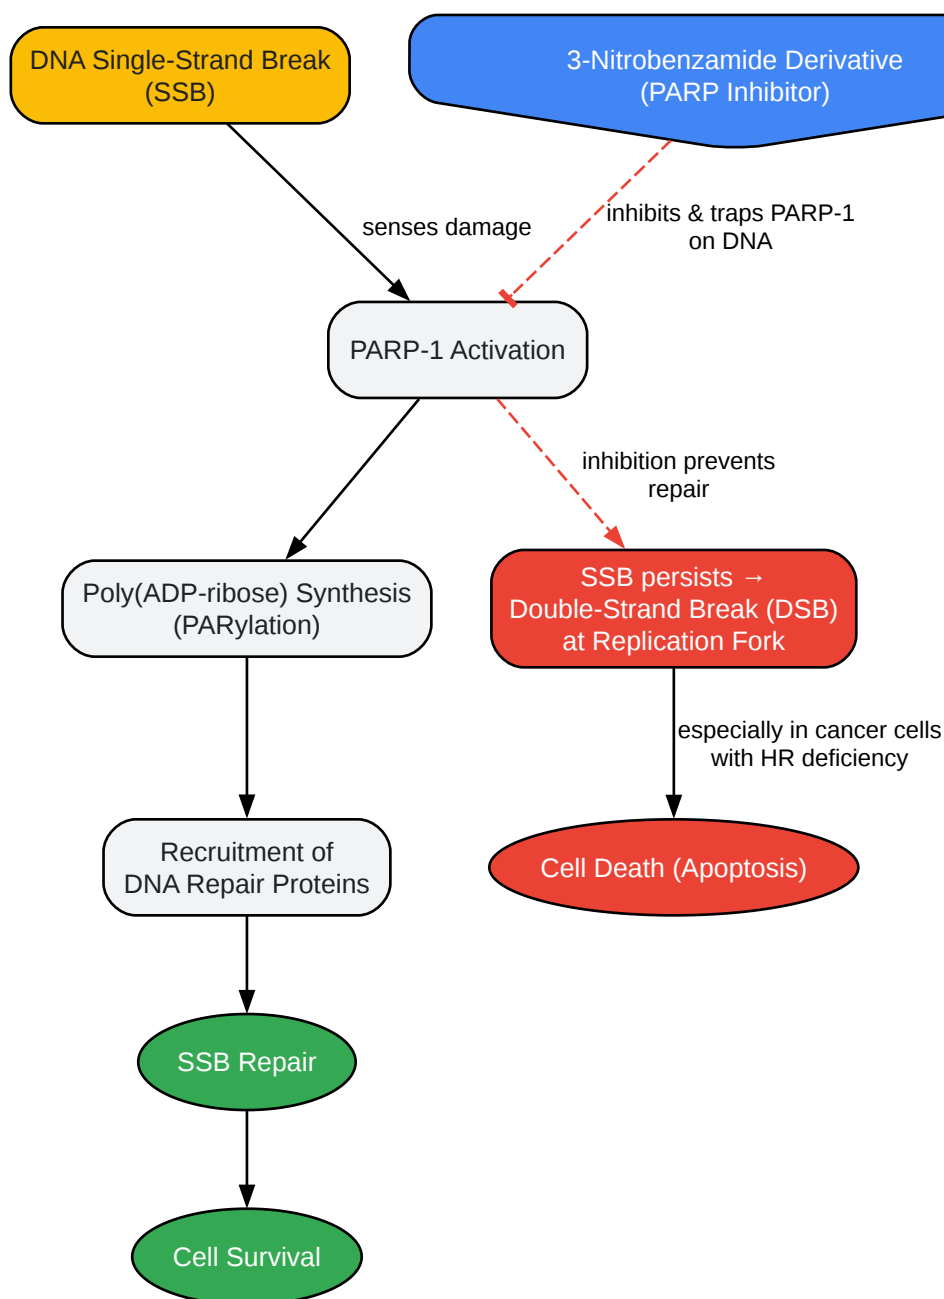 DNA Single-Strand Break
(SSB)
3-Nitrobenzamide Derivative
(PARP Inhibitor)
senses damage
inhibits & traps PARP-1
on DNA
PARP-1 Activation
inhibition prevents
repair
Poly(ADP-ribose) Synthesis
(PARylation)
SSB persists →
Double-Strand Break (DSB)
at Replication Fork
especially in cancer cells
with HR deficiency
Recruitment of
DNA Repair Proteins
Cell Death (Apoptosis)
SSB Repair
Cell Survival